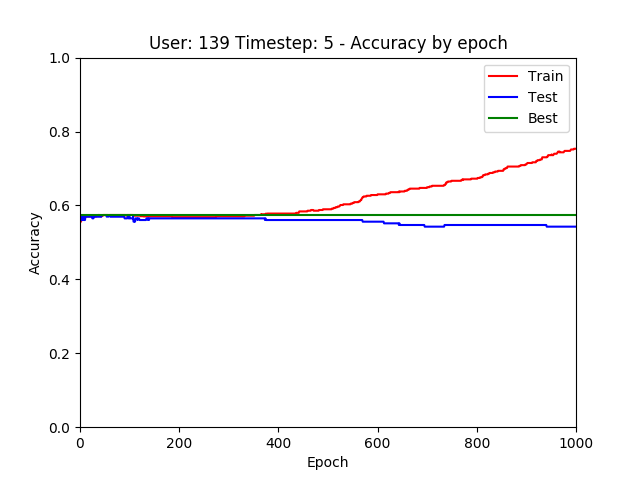 User: 139 Timestep: 5 - Accuracy by epoch
Train
Test
Best
Accuracy
1.0
0.8
0.6
0.4
0.2
0.0
0 200 400 600 800 1000
Epoch